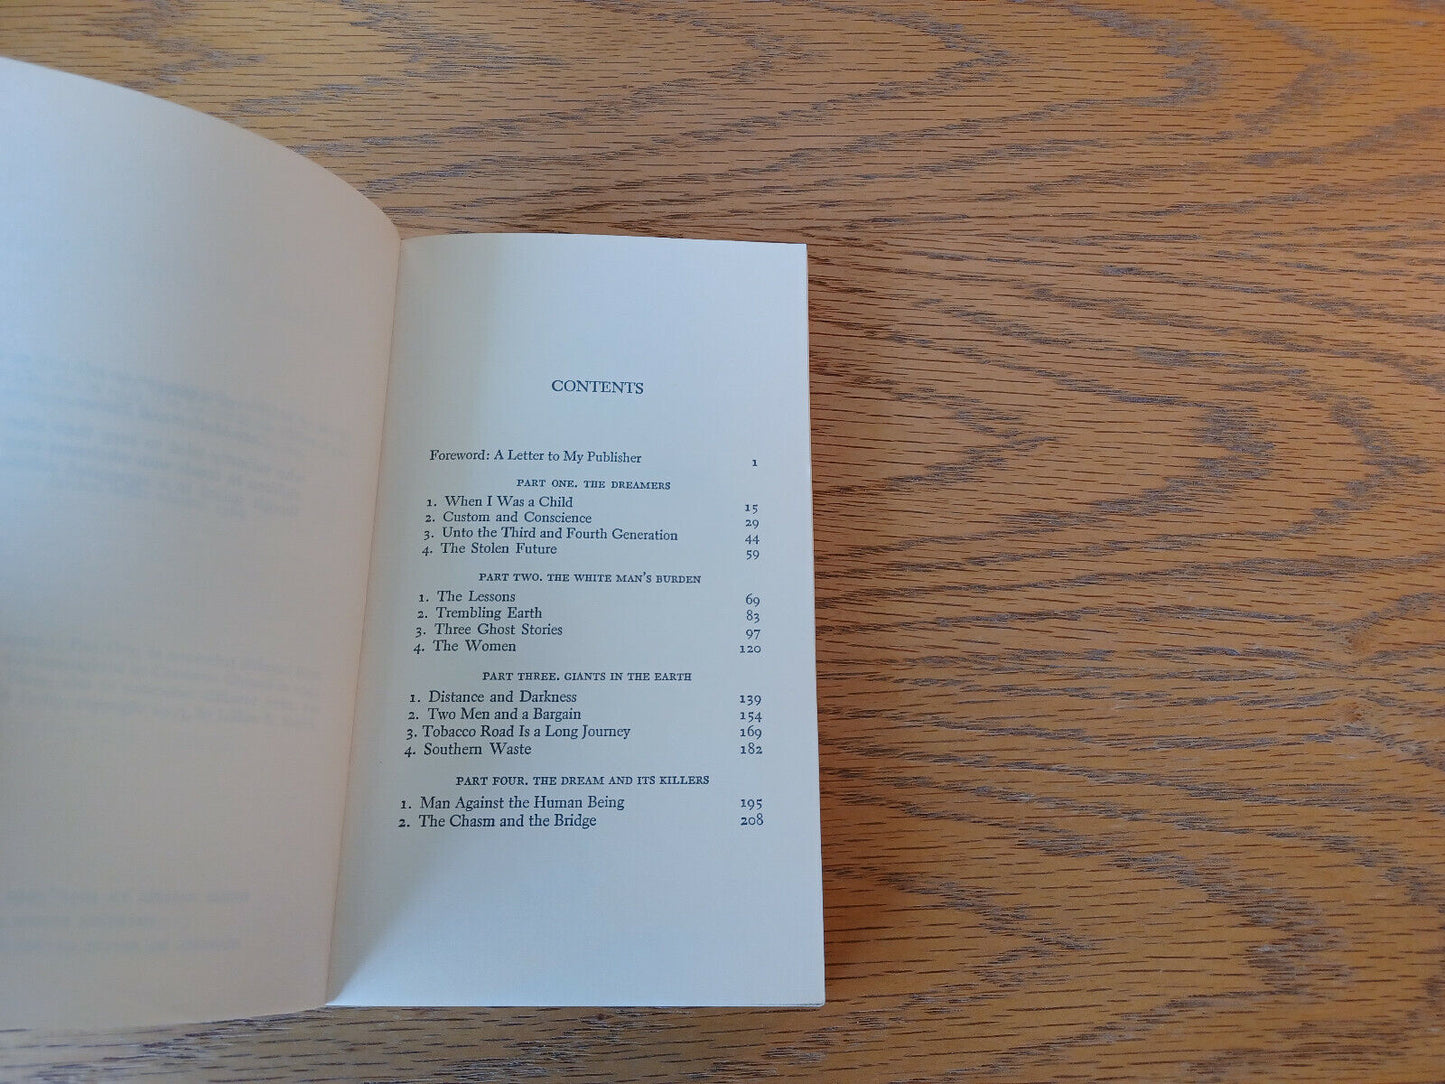 CONTENTS
Foreword: A Letter to My Publisher 1
PART ONE. THE DREAMERS
1. When I Was a Child 15
2. Custom and Conscience 29
3. Unto the Third and Fourth Generation 44
4. The Stolen Future 59
PART TWO. THE WHITE MAN'S BURDEN
1. The Lessons 69
2. Trembling Earth 83
3. Three Ghost Stories 97
4. The Women 120
PART THREE. GIANTS IN THE EARTH
1. Distance and Darkness 139
2. Two Men and a Bargain 154
3. Tobacco Road Is a Long Journey 169
4. Southern Waste 182
PART FOUR. THE DREAM AND ITS KILLERS
1. Man Against the Human Being 195
2. The Chasm and the Bridge 208